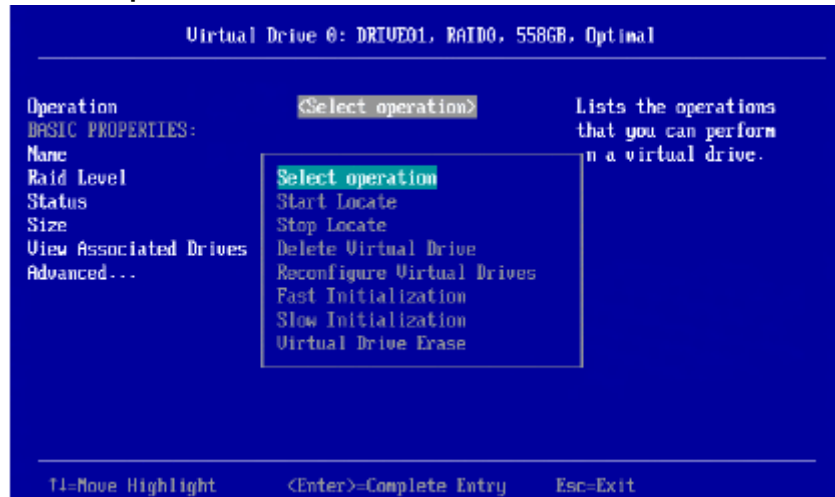 Virtual Drive 0: DRIVE01, RAID0, 558GB, Optimal
Operation <Select operation> Lists the operations
BASIC PROPERTIES: that you can perform
Name n a virtual drive.
Raid Level Select operation
Status Start Locate
Size Stop Locate
View Associated Drives Delete Virtual Drive
Advanced... Reconfigure Virtual Drives
Fast Initialization
Slow Initialization
Virtual Drive Erase
↑↓=Move Highlight <Enter>=Complete Entry Esc=Exit